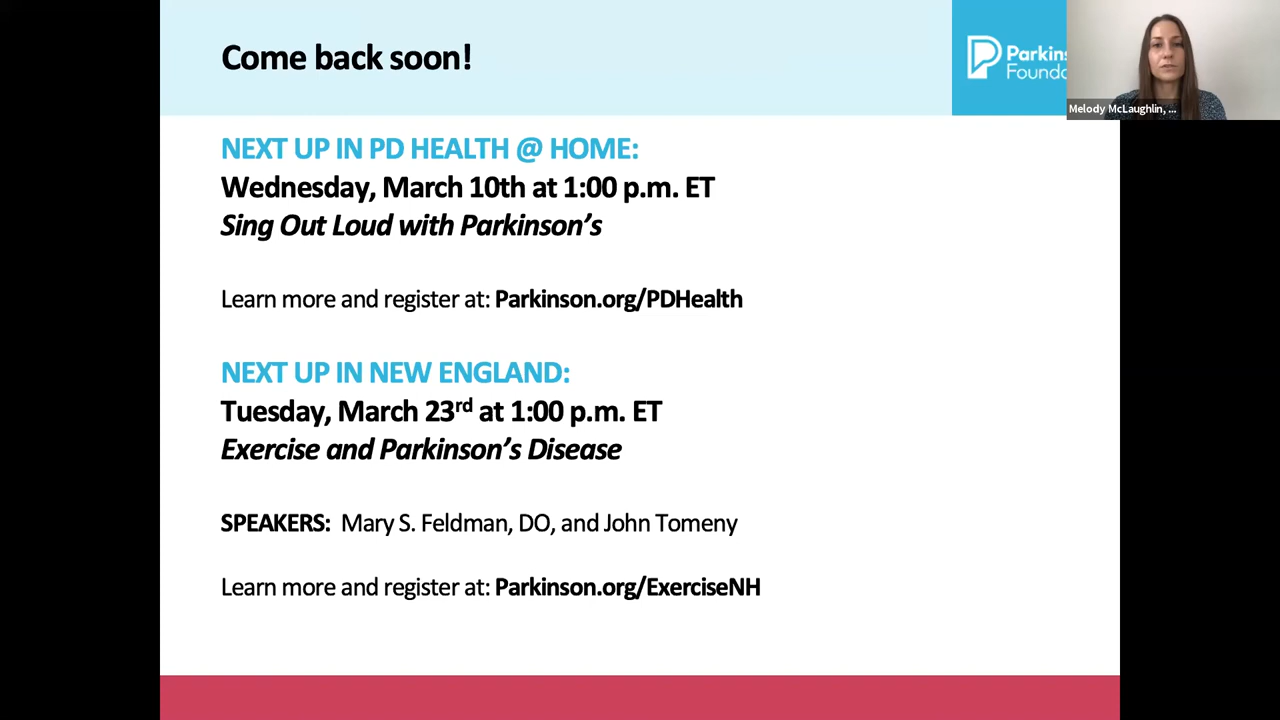 Come back soon!
Parkins
Founda
Melody McLaughlin, ...
NEXT UP IN PD HEALTH @ HOME:
Wednesday, March 10th at 1:00 p.m. ET
Sing Out Loud with Parkinson’s
Learn more and register at: Parkinson.org/PDHealth
NEXT UP IN NEW ENGLAND:
Tuesday, March 23rd at 1:00 p.m. ET
Exercise and Parkinson’s Disease
SPEAKERS: Mary S. Feldman, DO, and John Tomeny
Learn more and register at: Parkinson.org/ExerciseNH